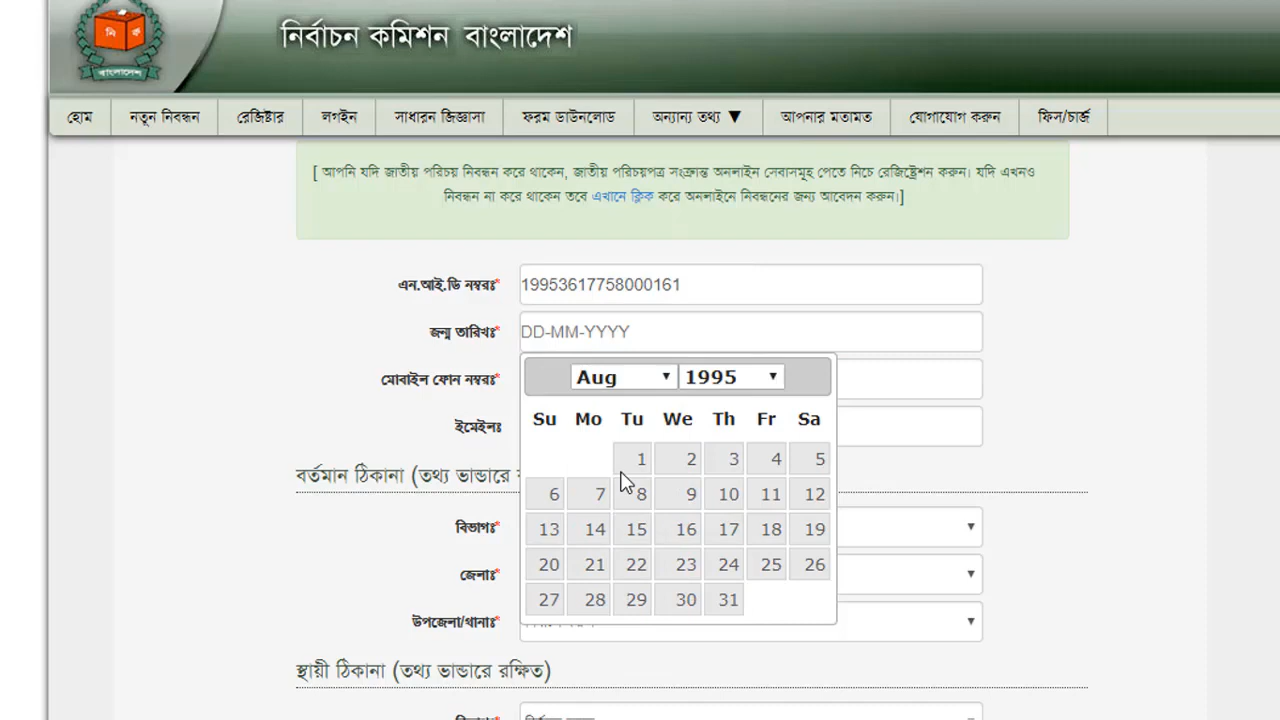 নি ক
বাংলাদেশ
নির্বাচন কমিশন বাংলাদেশ
হোম নতুন নিবন্ধন রেজিষ্টার লগইন সাধারন জিজ্ঞাসা ফরম ডাউনলোড অন্যান্য তথ্য ▼ আপনার মতামত যোগাযোগ করুন ফিস/চার্জ
[ আপনি যদি জাতীয় পরিচয় নিবন্ধন করে থাকেন, জাতীয় পরিচয়পত্র সংক্রান্ত অনলাইন সেবাসমূহ পেতে নিচে রেজিষ্ট্রেশন করুন। যদি এখনও
নিবন্ধন না করে থাকেন তবে এখানে ক্লিক করে অনলাইনে নিবন্ধনের জন্য আবেদন করুন।]
এন.আই.ডি নম্বরঃ* 19953617758000161
জন্ম তারিখঃ* DD-MM-YYYY
মোবাইল ফোন নম্বরঃ*
ইমেইলঃ
Aug 1995
Su Mo Tu We Th Fr Sa
1 2 3 4 5
6 7 8 9 10 11 12
13 14 15 16 17 18 19
20 21 22 23 24 25 26
27 28 29 30 31
বর্তমান ঠিকানা (তথ্য ভান্ডারে
বিভাগঃ*
জেলাঃ*
উপজেলা/থানাঃ*
স্থায়ী ঠিকানা (তথ্য ভান্ডারে রক্ষিত)